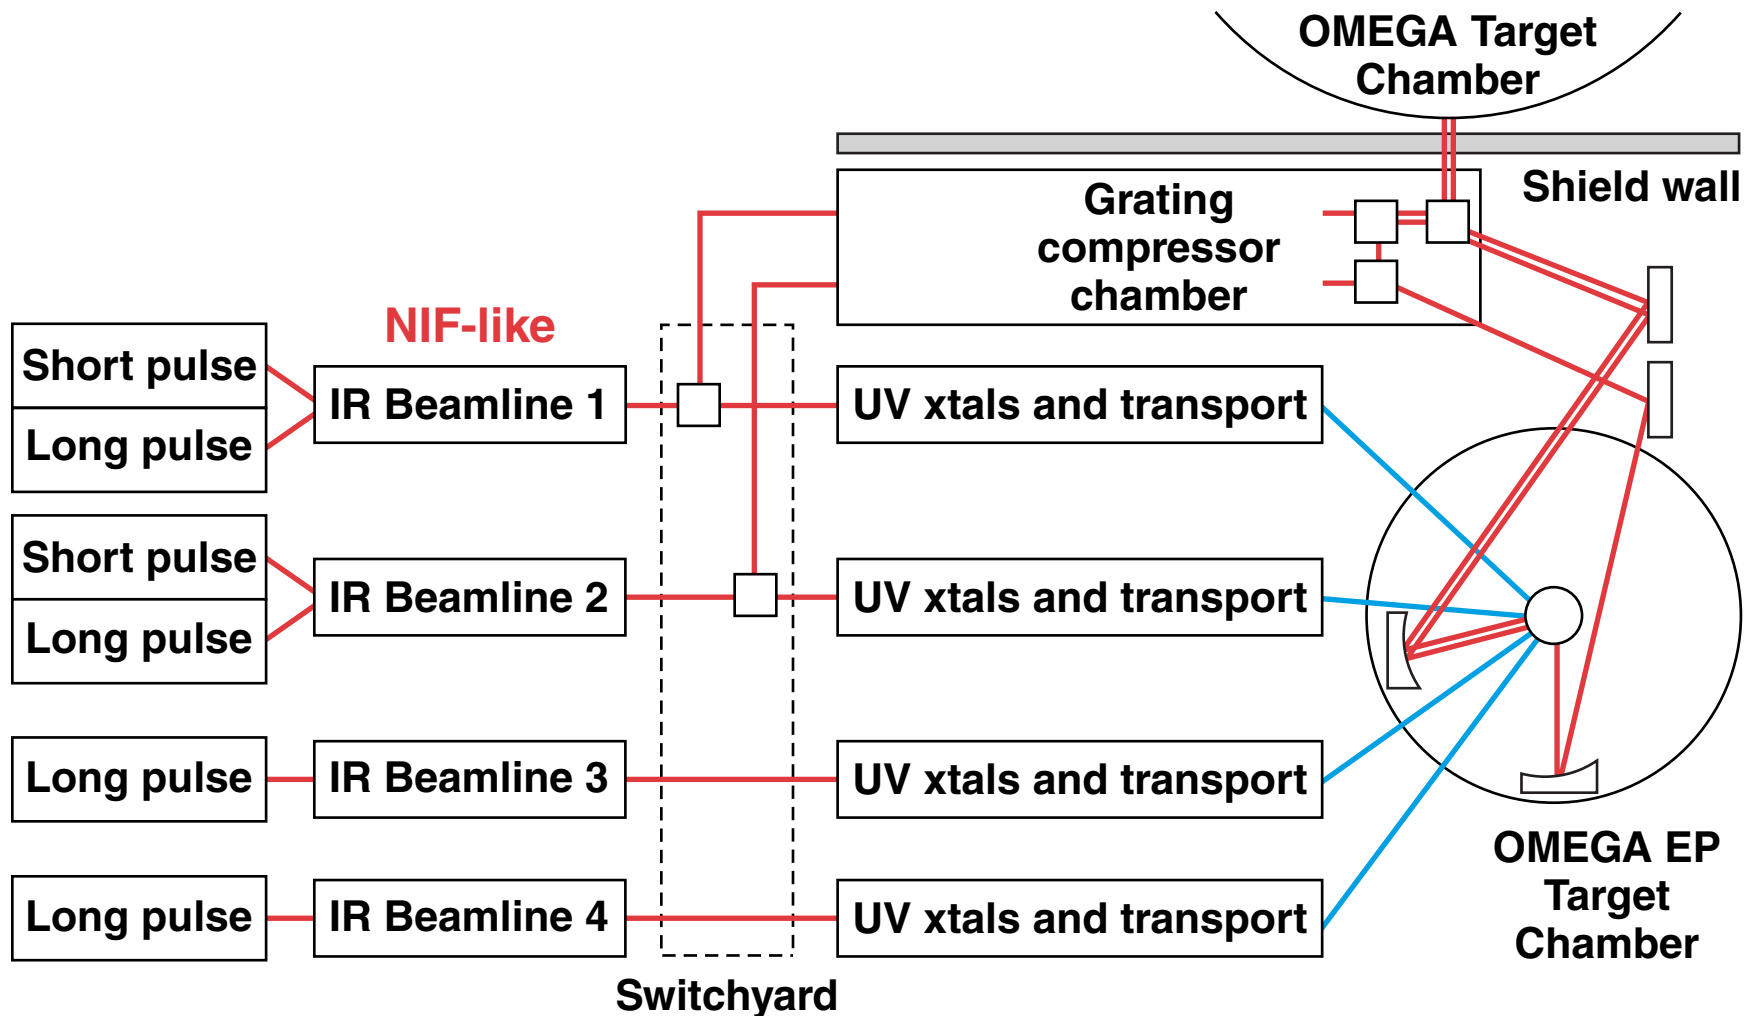 OMEGA Target
Chamber
Shield wall
Grating
compressor
chamber
NIF-like
Short pulse
Long pulse
IR Beamline 1
UV xtals and transport
Short pulse
Long pulse
IR Beamline 2
UV xtals and transport
Long pulse
IR Beamline 3
UV xtals and transport
Long pulse
IR Beamline 4
UV xtals and transport
OMEGA EP
Target
Chamber
Switchyard